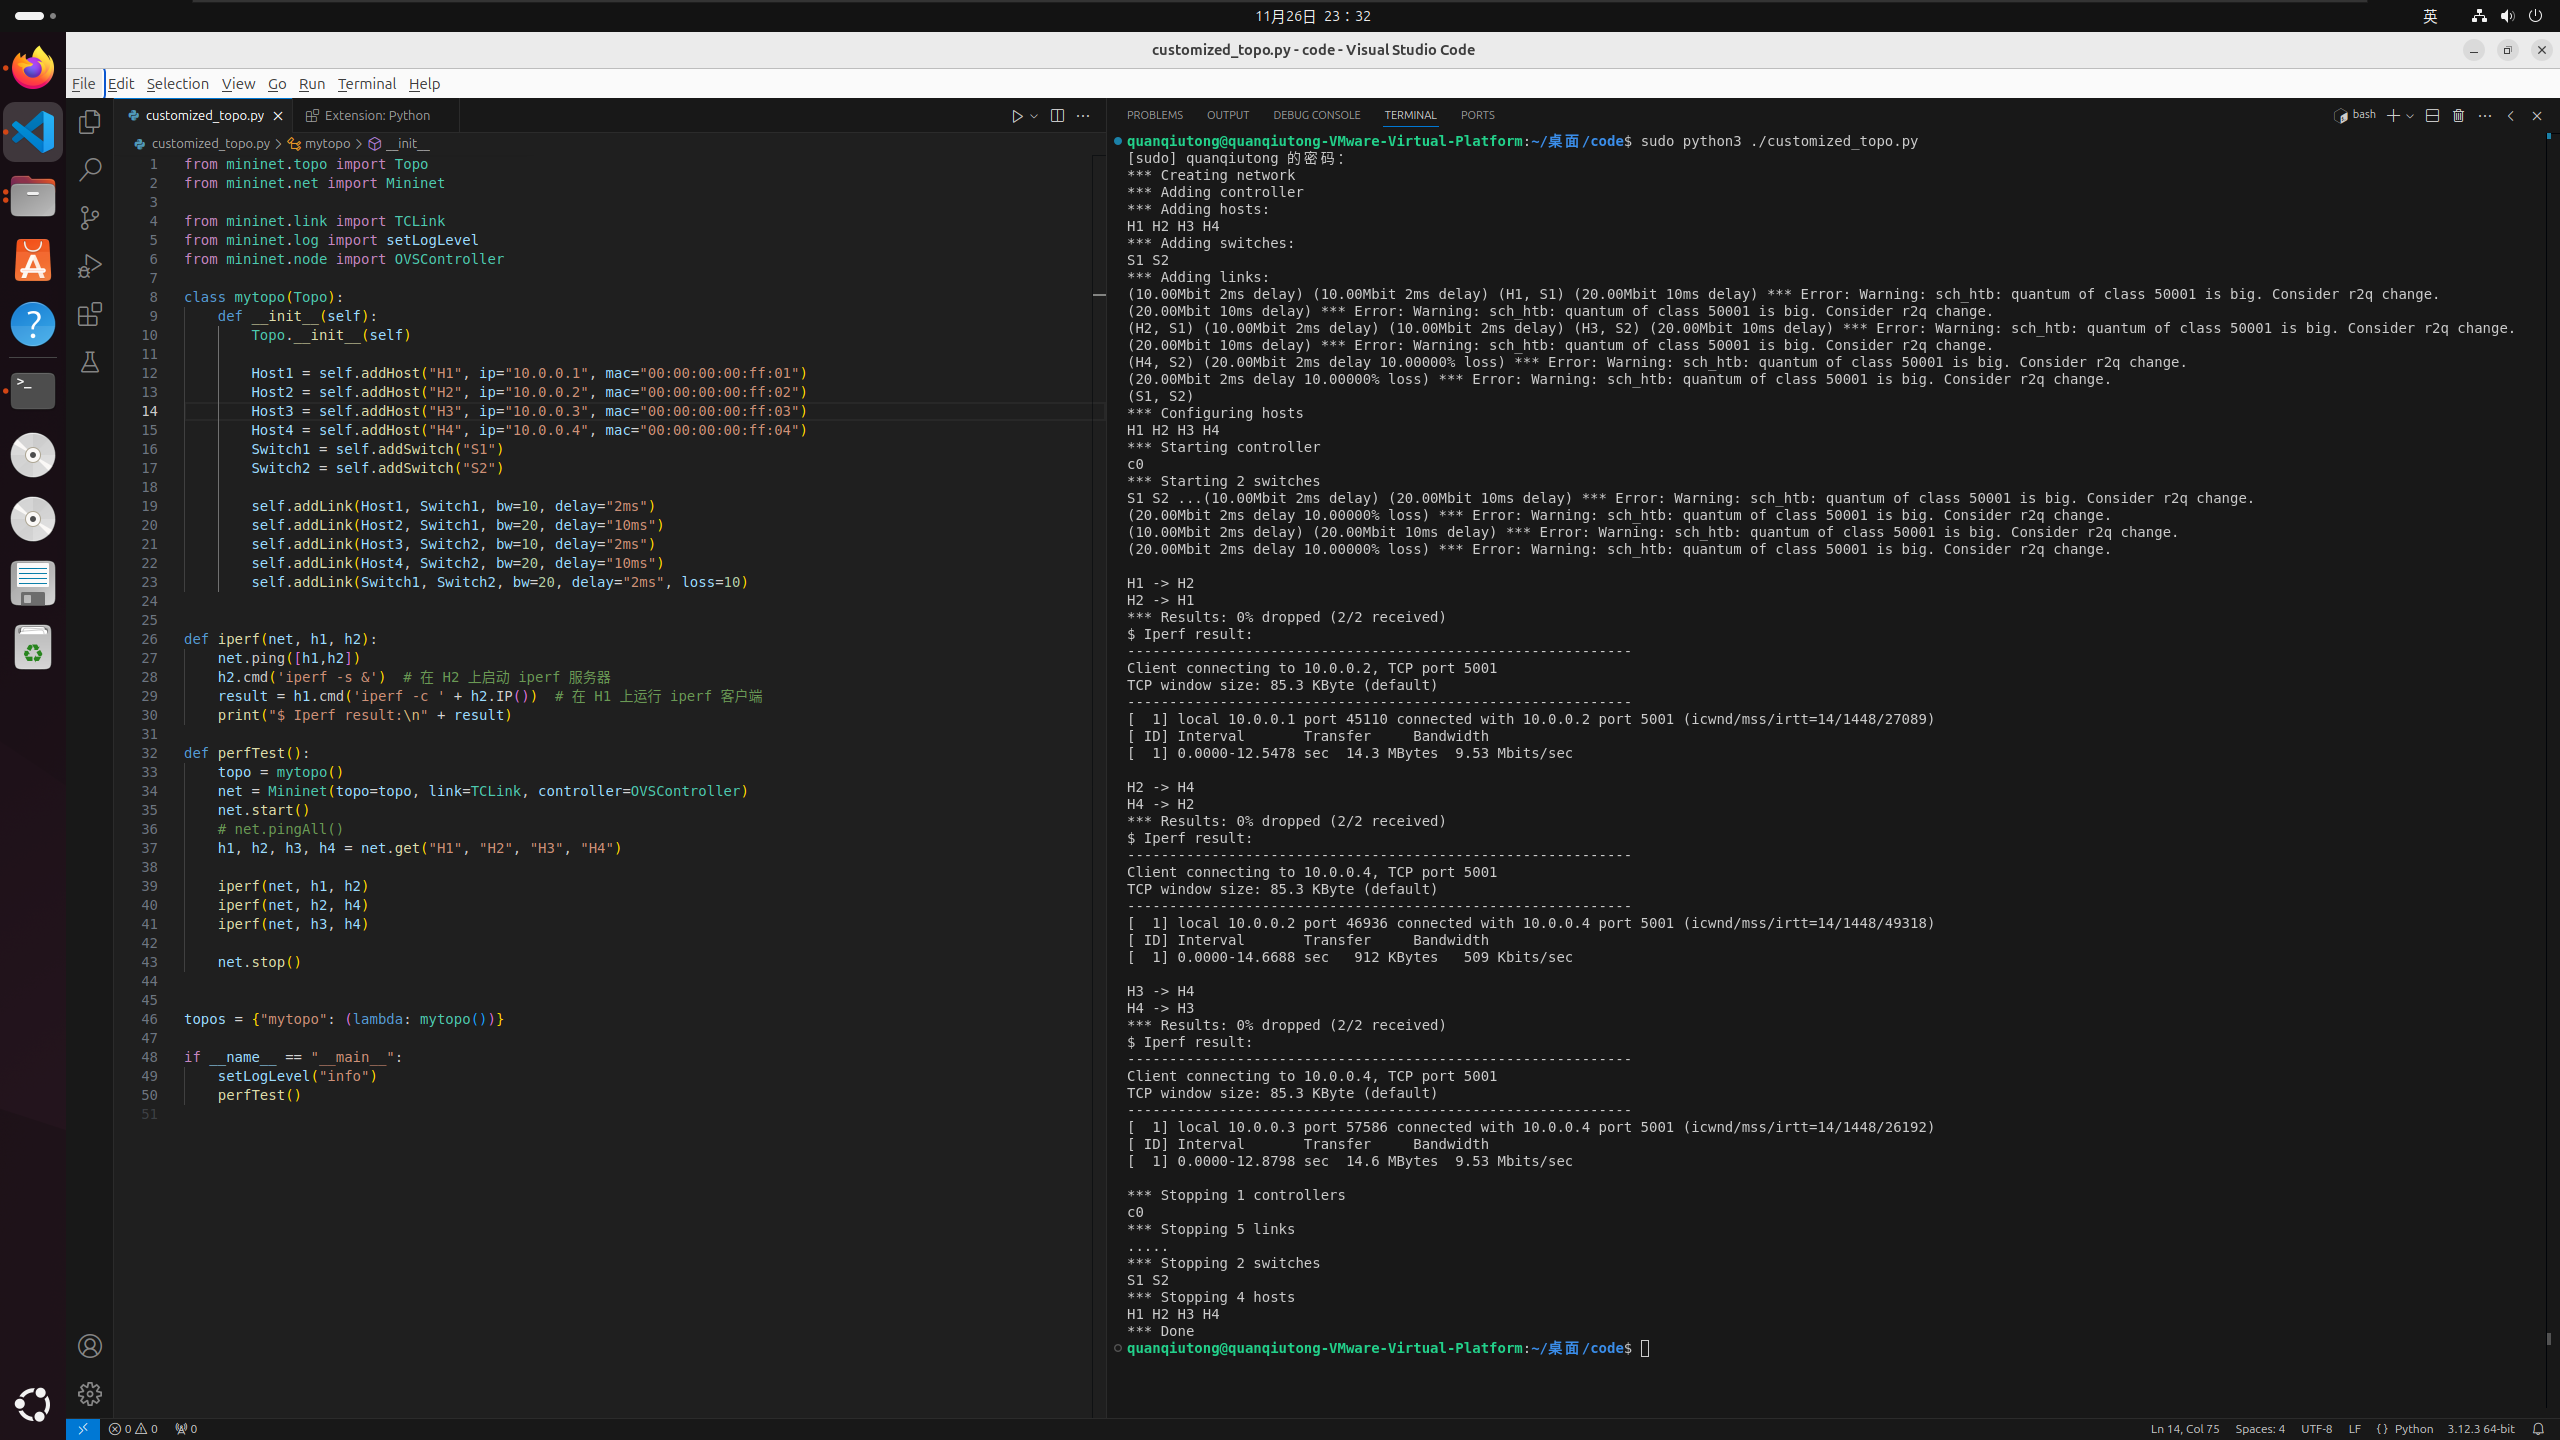 11月26日 23：32
英
customized_topo.py - code - Visual Studio Code
File Edit Selection View Go Run Terminal Help
customized_topo.py
Extension: Python
customized_topo.py > mytopo > __init__
1 from mininet.topo import Topo
2 from mininet.net import Mininet
3
4 from mininet.link import TCLink
5 from mininet.log import setLogLevel
6 from mininet.node import OVSController
7
8 class mytopo(Topo):
9     def __init__(self):
10         Topo.__init__(self)
11
12         Host1 = self.addHost("H1", ip="10.0.0.1", mac="00:00:00:00:ff:01")
13         Host2 = self.addHost("H2", ip="10.0.0.2", mac="00:00:00:00:ff:02")
14         Host3 = self.addHost("H3", ip="10.0.0.3", mac="00:00:00:00:ff:03")
15         Host4 = self.addHost("H4", ip="10.0.0.4", mac="00:00:00:00:ff:04")
16         Switch1 = self.addSwitch("S1")
17         Switch2 = self.addSwitch("S2")
18
19         self.addLink(Host1, Switch1, bw=10, delay="2ms")
20         self.addLink(Host2, Switch1, bw=20, delay="10ms")
21         self.addLink(Host3, Switch2, bw=10, delay="2ms")
22         self.addLink(Host4, Switch2, bw=20, delay="10ms")
23         self.addLink(Switch1, Switch2, bw=20, delay="2ms", loss=10)
24
25
26 def iperf(net, h1, h2):
27     net.ping([h1,h2])
28     h2.cmd('iperf -s &')  # 在 H2 上启动 iperf 服务器
29     result = h1.cmd('iperf -c ' + h2.IP())  # 在 H1 上运行 iperf 客户端
30     print("$ Iperf result:\n" + result)
31
32 def perfTest():
33     topo = mytopo()
34     net = Mininet(topo=topo, link=TCLink, controller=OVSController)
35     net.start()
36     # net.pingAll()
37     h1, h2, h3, h4 = net.get("H1", "H2", "H3", "H4")
38
39     iperf(net, h1, h2)
40     iperf(net, h2, h4)
41     iperf(net, h3, h4)
42
43     net.stop()
44
45
46 topos = {"mytopo": (lambda: mytopo())}
47
48 if __name__ == "__main__":
49     setLogLevel("info")
50     perfTest()
51
PROBLEMS OUTPUT DEBUG CONSOLE TERMINAL PORTS
bash
quanqiutong@quanqiutong-VMware-Virtual-Platform:~/桌面/code$ sudo python3 ./customized_topo.py
[sudo] quanqiutong 的密码：
*** Creating network
*** Adding controller
*** Adding hosts:
H1 H2 H3 H4
*** Adding switches:
S1 S2
*** Adding links:
(10.00Mbit 2ms delay) (10.00Mbit 2ms delay) (H1, S1) (20.00Mbit 10ms delay) *** Error: Warning: sch_htb: quantum of class 50001 is big. Consider r2q change.
(20.00Mbit 10ms delay) *** Error: Warning: sch_htb: quantum of class 50001 is big. Consider r2q change.
(H2, S1) (10.00Mbit 2ms delay) (10.00Mbit 2ms delay) (H3, S2) (20.00Mbit 10ms delay) *** Error: Warning: sch_htb: quantum of class 50001 is big. Consider r2q change.
(20.00Mbit 10ms delay) *** Error: Warning: sch_htb: quantum of class 50001 is big. Consider r2q change.
(H4, S2) (20.00Mbit 2ms delay 10.00000% loss) *** Error: Warning: sch_htb: quantum of class 50001 is big. Consider r2q change.
(20.00Mbit 2ms delay 10.00000% loss) *** Error: Warning: sch_htb: quantum of class 50001 is big. Consider r2q change.
(S1, S2)
*** Configuring hosts
H1 H2 H3 H4
*** Starting controller
c0
*** Starting 2 switches
S1 S2 ...(10.00Mbit 2ms delay) (20.00Mbit 10ms delay) *** Error: Warning: sch_htb: quantum of class 50001 is big. Consider r2q change.
(20.00Mbit 2ms delay 10.00000% loss) *** Error: Warning: sch_htb: quantum of class 50001 is big. Consider r2q change.
(10.00Mbit 2ms delay) (20.00Mbit 10ms delay) *** Error: Warning: sch_htb: quantum of class 50001 is big. Consider r2q change.
(20.00Mbit 2ms delay 10.00000% loss) *** Error: Warning: sch_htb: quantum of class 50001 is big. Consider r2q change.
H1 -> H2
H2 -> H1
*** Results: 0% dropped (2/2 received)
$ Iperf result:
------------------------------------------------------------
Client connecting to 10.0.0.2, TCP port 5001
TCP window size: 85.3 KByte (default)
------------------------------------------------------------
[  1] local 10.0.0.1 port 45110 connected with 10.0.0.2 port 5001 (icwnd/mss/irtt=14/1448/27089)
[ ID] Interval       Transfer     Bandwidth
[  1] 0.0000-12.5478 sec  14.3 MBytes  9.53 Mbits/sec
H2 -> H4
H4 -> H2
*** Results: 0% dropped (2/2 received)
$ Iperf result:
------------------------------------------------------------
Client connecting to 10.0.0.4, TCP port 5001
TCP window size: 85.3 KByte (default)
------------------------------------------------------------
[  1] local 10.0.0.2 port 46936 connected with 10.0.0.4 port 5001 (icwnd/mss/irtt=14/1448/49318)
[ ID] Interval       Transfer     Bandwidth
[  1] 0.0000-14.6688 sec   912 KBytes   509 Kbits/sec
H3 -> H4
H4 -> H3
*** Results: 0% dropped (2/2 received)
$ Iperf result:
------------------------------------------------------------
Client connecting to 10.0.0.4, TCP port 5001
TCP window size: 85.3 KByte (default)
------------------------------------------------------------
[  1] local 10.0.0.3 port 57586 connected with 10.0.0.4 port 5001 (icwnd/mss/irtt=14/1448/26192)
[ ID] Interval       Transfer     Bandwidth
[  1] 0.0000-12.8798 sec  14.6 MBytes  9.53 Mbits/sec
*** Stopping 1 controllers
c0
*** Stopping 5 links
.....
*** Stopping 2 switches
S1 S2
*** Stopping 4 hosts
H1 H2 H3 H4
*** Done
quanqiutong@quanqiutong-VMware-Virtual-Platform:~/桌面/code$
0 0 0
Ln 14, Col 75 Spaces: 4 UTF-8 LF {} Python 3.12.3 64-bit